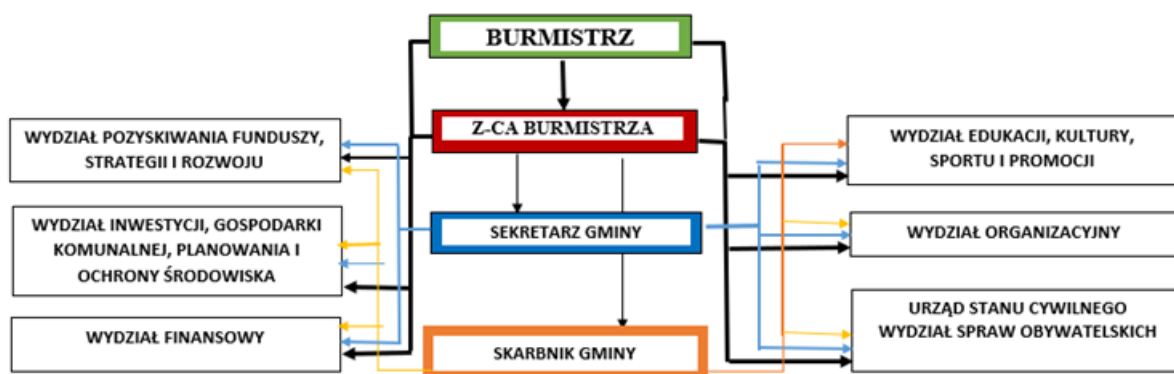 BURMISTRZ
Z-CA BURMISTRZA
WYDZIAŁ POZYSKIWANIA FUNDUSZY,
STRATEGII I ROZWOJU
WYDZIAŁ EDUKACJI, KULTURY,
SPORTU I PROMOCJI
WYDZIAŁ INWESTYCJI, GOSPODARKI
KOMUNALNEJ, PLANOWANIA I
OCHRONY ŚRODOWISKA
SEKRETARZ GMINY
WYDZIAŁ ORGANIZACYJNY
WYDZIAŁ FINANSOWY
SKARBNIK GMINY
URZĄD STANU CYWILNEGO
WYDZIAŁ SPRAW OBYWATELSKICH